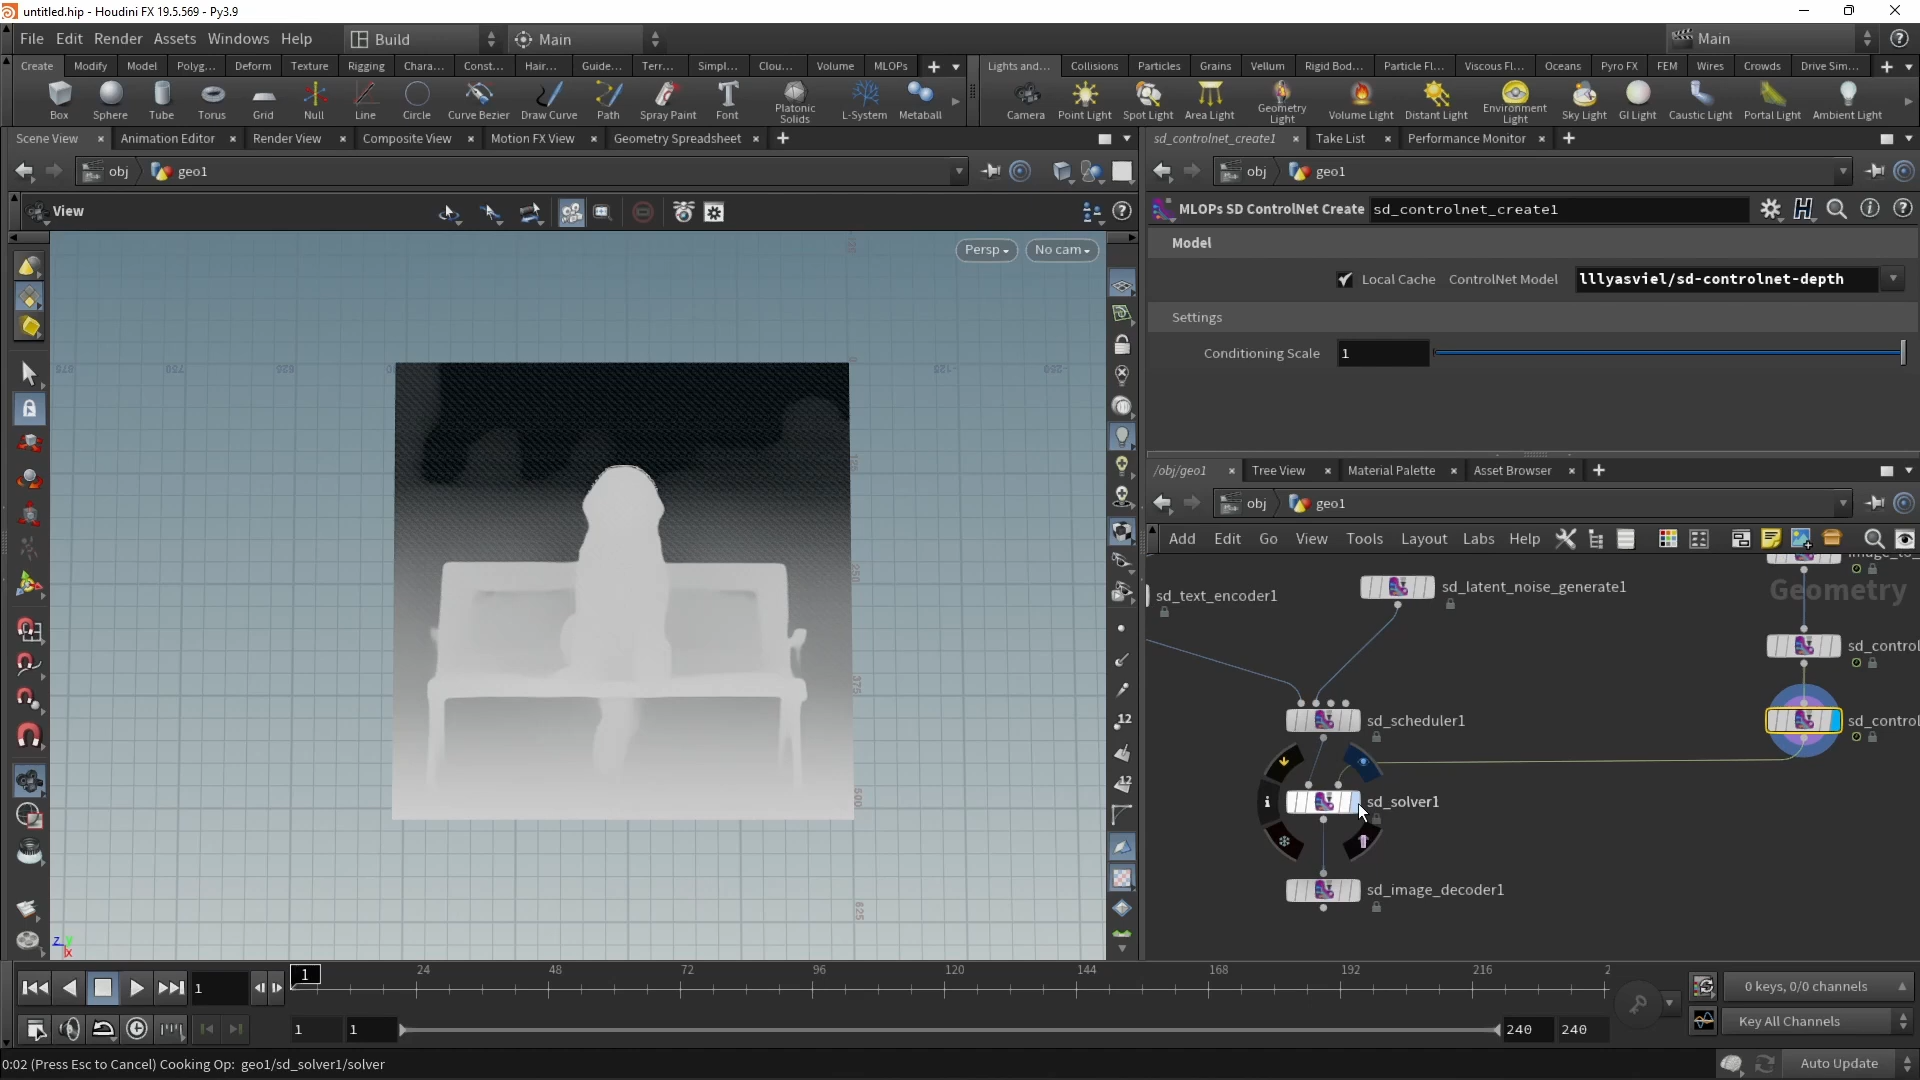 untitled.hip - Houdini FX 19.5.569 - Py3.9
File Edit Render Assets Windows Help Build Main Main
Create Modify Model Polyg... Deform Texture Rigging Chara... Const... Hair... Guide... Terr... Simpl... Clou... Volume MLOPs
Lights and... Collisions Particles Grains Vellum Rigid Bod... Particle Fl... Viscous Fl... Oceans Pyro FX FEM Wires Crowds Drive Sim...
Box Sphere Tube Torus Grid Null Line Circle Curve Bezier Draw Curve Path Spray Paint Font Platonic Solids L-System Metaball
Camera Point Light Spot Light Area Light Geometry Light Volume Light Distant Light Environment Light Sky Light GI Light Caustic Light Portal Light Ambient Light
Scene View Animation Editor Render View Composite View Motion FX View Geometry Spreadsheet
sd_controlnet_create1 Take List Performance Monitor
obj geo1
obj geo1
View
MLOPs SD ControlNet Create sd_controlnet_create1
Persp No cam
Model
Local Cache ControlNet Model lllyasviel/sd-controlnet-depth
Settings
Conditioning Scale 1
/obj/geo1 Tree View Material Palette Asset Browser
obj geo1
Add Edit Go View Tools Layout Labs Help
Geometry
sd_text_encoder1
sd_latent_noise_generate1
sd_control
sd_scheduler1
sd_control
sd_solver1
sd_image_decoder1
12
12
250
375
500
625
z y x
1
1 24 48 72 96 120 144 168 192 216 2
0 keys, 0/0 channels
1 1 240 240
Key All Channels
0:02 (Press Esc to Cancel) Cooking Op: geo1/sd_solver1/solver
Auto Update